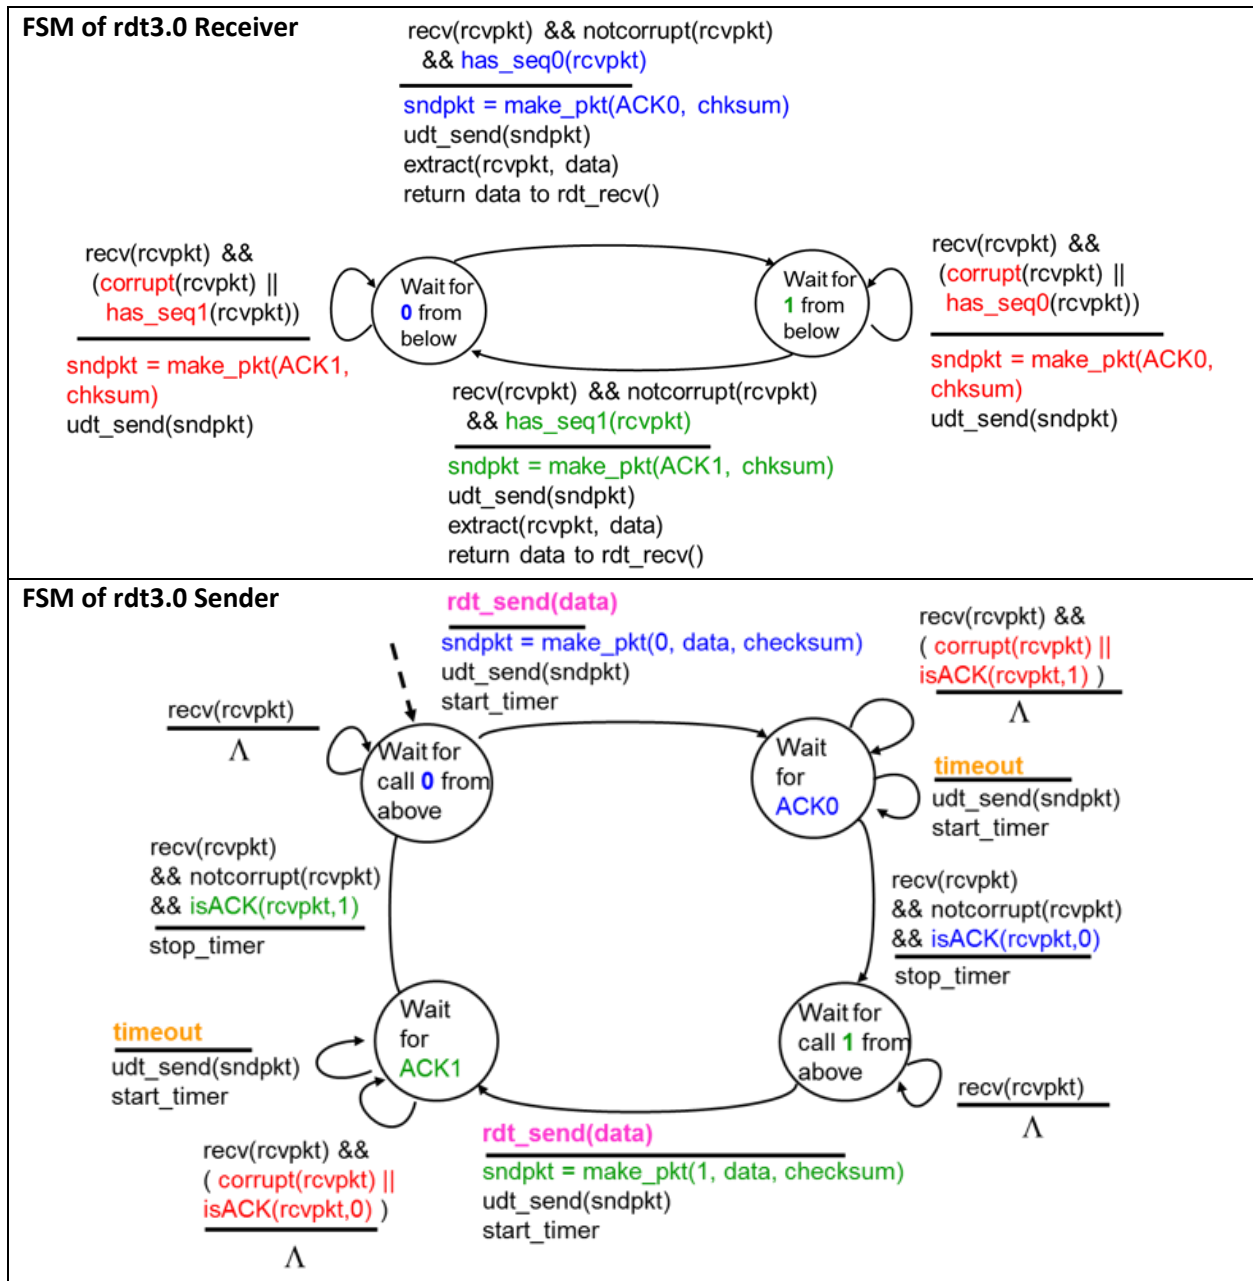 FSM of rdt3.0 Receiver
recv(rcvpkt) && notcorrupt(rcvpkt)
&& has_seq0(rcvpkt)
sndpkt = make_pkt(ACK0, chksum)
udt_send(sndpkt)
extract(rcvpkt, data)
return data to rdt_recv()
recv(rcvpkt) &&
(corrupt(rcvpkt) ||
has_seq1(rcvpkt))
sndpkt = make_pkt(ACK1,
chksum)
udt_send(sndpkt)
Wait for
0 from
below
Wait for
1 from
below
recv(rcvpkt) &&
(corrupt(rcvpkt) ||
has_seq0(rcvpkt))
sndpkt = make_pkt(ACK0,
chksum)
udt_send(sndpkt)
recv(rcvpkt) && notcorrupt(rcvpkt)
&& has_seq1(rcvpkt)
sndpkt = make_pkt(ACK1, chksum)
udt_send(sndpkt)
extract(rcvpkt, data)
return data to rdt_recv()
FSM of rdt3.0 Sender
rdt_send(data)
sndpkt = make_pkt(0, data, checksum)
udt_send(sndpkt)
start_timer
recv(rcvpkt) &&
( corrupt(rcvpkt) ||
isACK(rcvpkt,1) )
Λ
recv(rcvpkt)
Λ
Wait for
call 0 from
above
Wait
for
ACK0
timeout
udt_send(sndpkt)
start_timer
recv(rcvpkt)
&& notcorrupt(rcvpkt)
&& isACK(rcvpkt,1)
stop_timer
recv(rcvpkt)
&& notcorrupt(rcvpkt)
&& isACK(rcvpkt,0)
stop_timer
timeout
udt_send(sndpkt)
start_timer
Wait
for
ACK1
Wait for
call 1 from
above
recv(rcvpkt)
Λ
recv(rcvpkt) &&
( corrupt(rcvpkt) ||
isACK(rcvpkt,0) )
Λ
rdt_send(data)
sndpkt = make_pkt(1, data, checksum)
udt_send(sndpkt)
start_timer